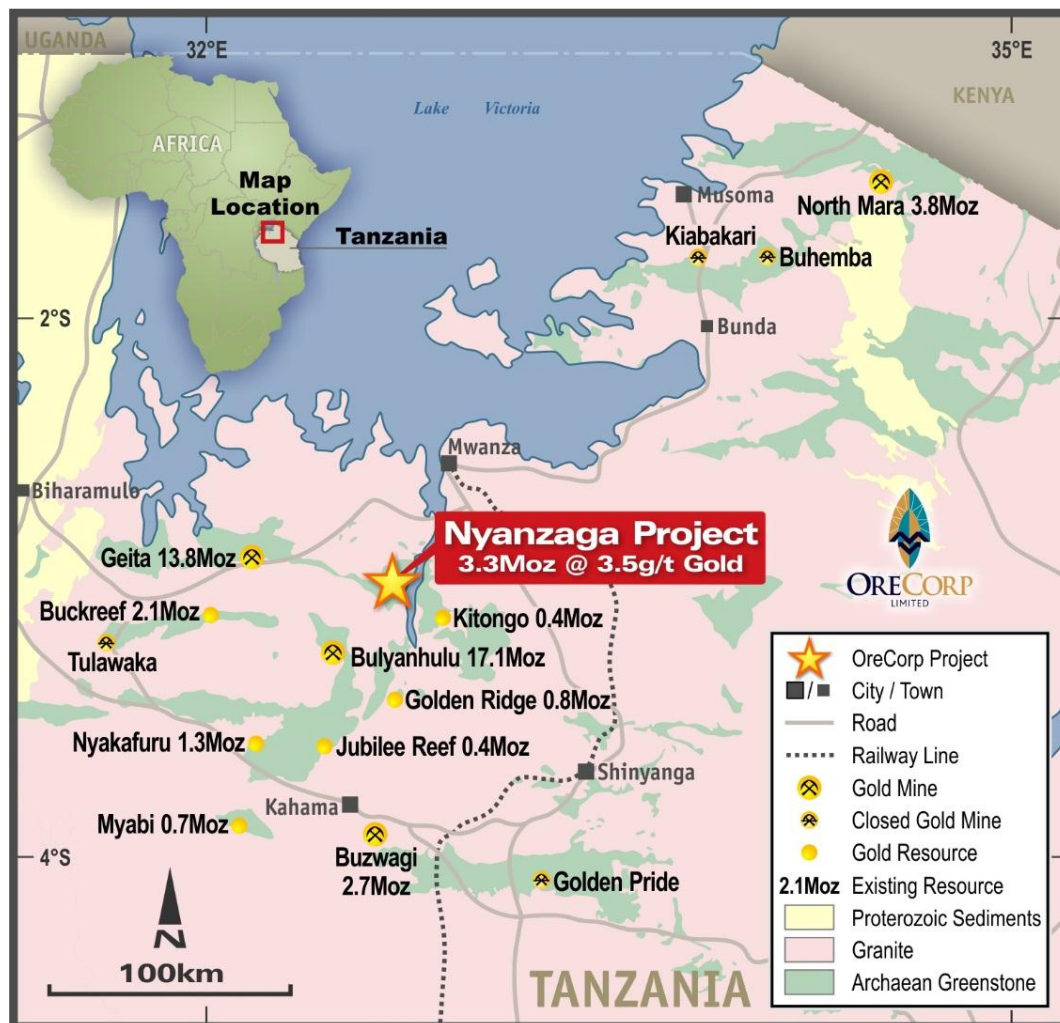 UGANDA
32°E
35°E
KENYA
Lake Victoria
AFRICA
Map
Location
Tanzania
Musoma
North Mara 3.8Moz
Kiabakari
Buhemba
2°S
Bunda
Mwanza
Biharamulo
Nyanzaga Project
3.3Moz @ 3.5g/t Gold
ORECORP
LIMITED
Geita 13.8Moz
Buckreef 2.1Moz
Kitongo 0.4Moz
Tulawaka
Bulyanhulu 17.1Moz
Golden Ridge 0.8Moz
Nyakafuru 1.3Moz
Jubilee Reef 0.4Moz
Shinyanga
Kahama
Myabi 0.7Moz
Buzwagi
2.7Moz
4°S
Golden Pride
N
100km
TANZANIA
OreCorp Project
/ City / Town
Road
Railway Line
Gold Mine
Closed Gold Mine
Gold Resource
2.1Moz Existing Resource
Proterozoic Sediments
Granite
Archaean Greenstone